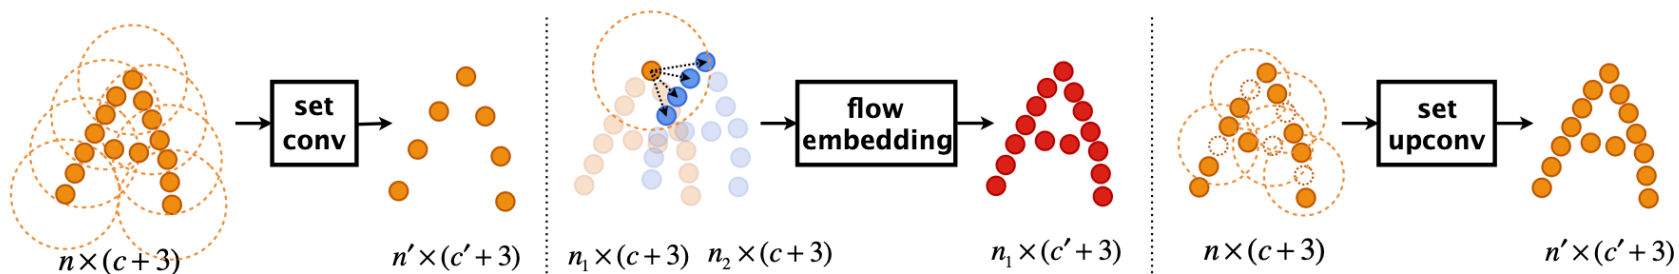 set
conv
flow
embedding
set
upconv
n × (c + 3)
n′ × (c′ + 3)
n₁ × (c + 3)
n₂ × (c + 3)
n₁ × (c′ + 3)
n × (c + 3)
n′ × (c′ + 3)